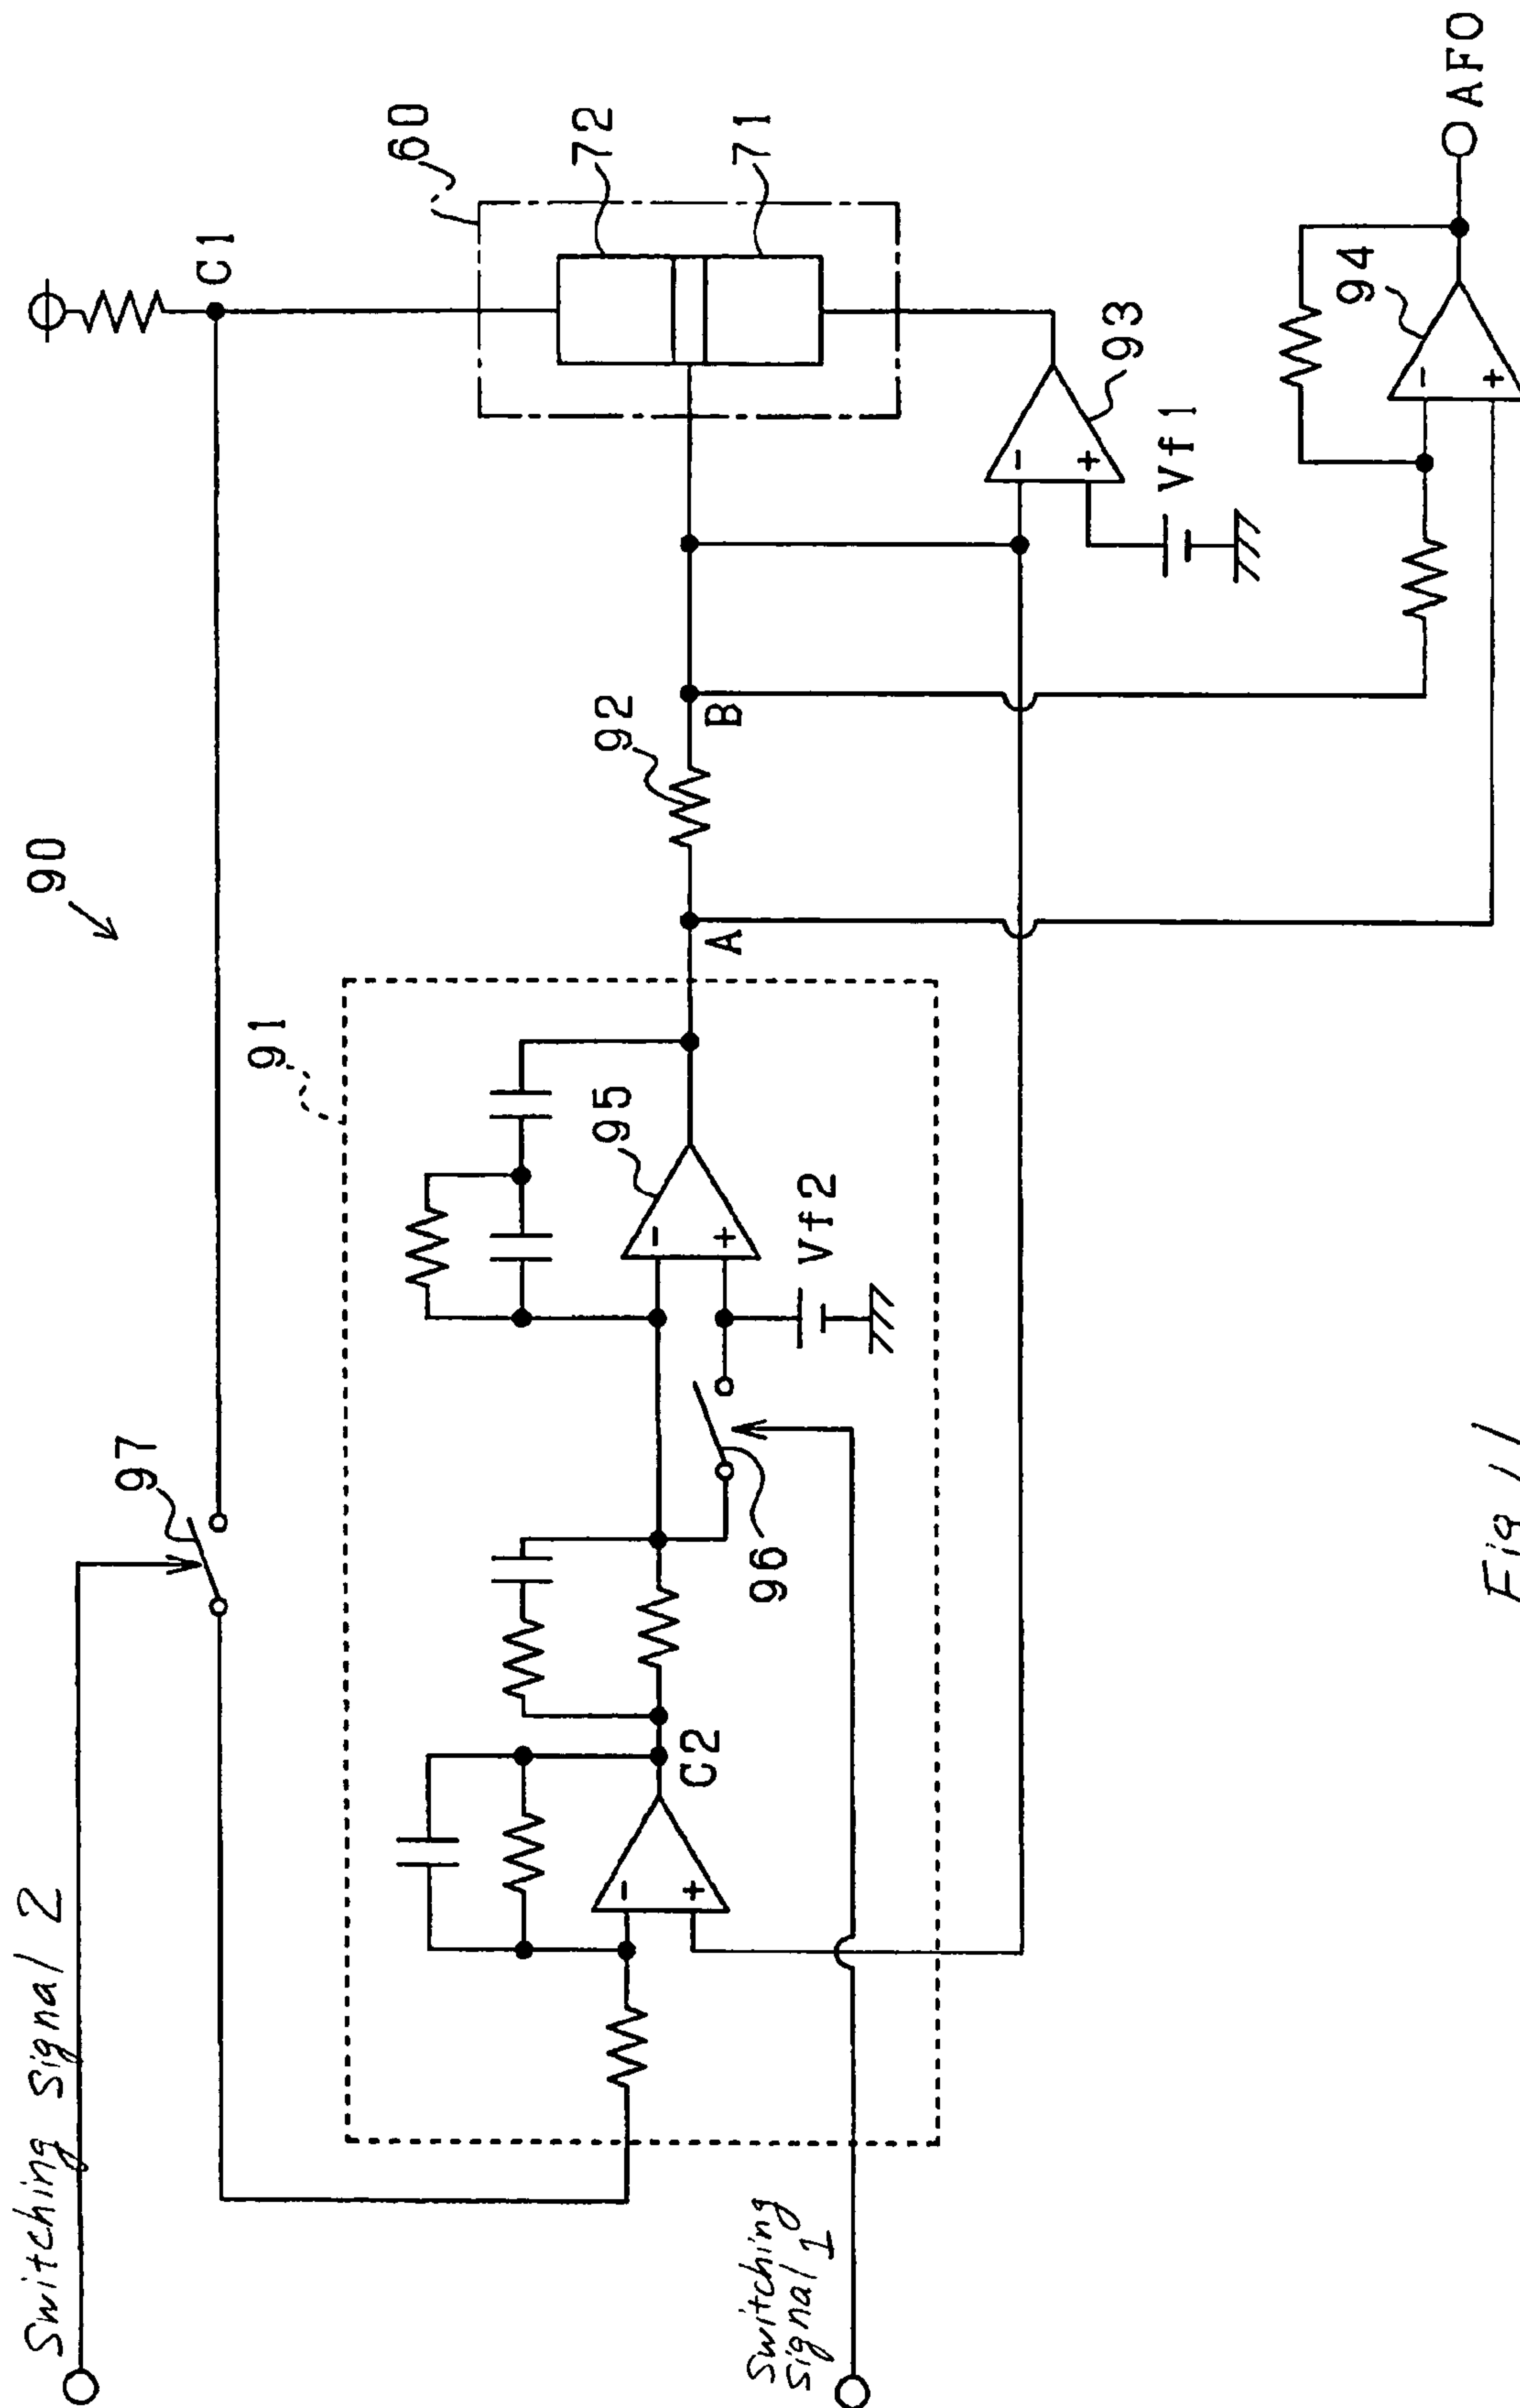 90
Switching signal 2
97
C1
60
72
71
91
95
92
A
B
C2
96
Vf2
93
Vf1
94
AFO
Switching
signal 1
Fig. 11
-
+
-
+
-
+
-
+